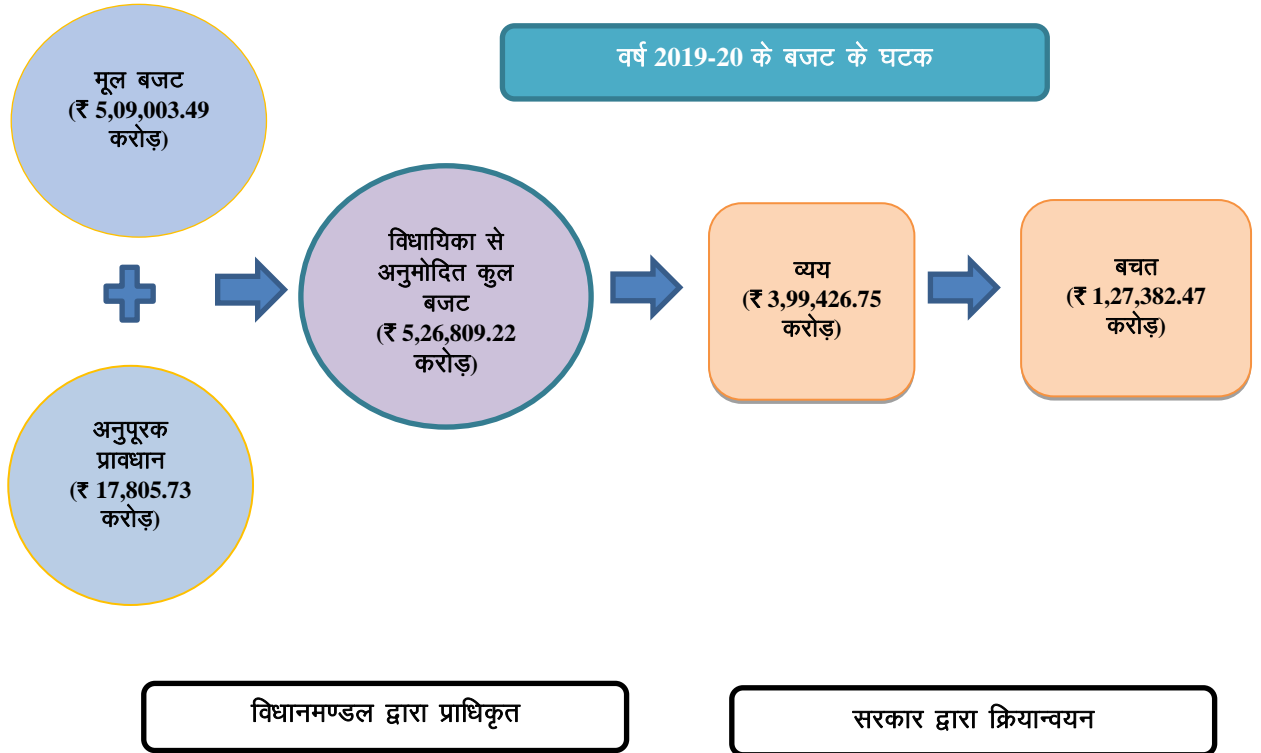 वर्ष 2019-20 के बजट के घटक
मूल बजट
(₹ 5,09,003.49
करोड़)
अनुपूरक
प्रावधान
(₹ 17,805.73
करोड़)
विधायिका से
अनुमोदित कुल
बजट
(₹ 5,26,809.22
करोड़)
व्यय
(₹ 3,99,426.75
करोड़)
बचत
(₹ 1,27,382.47
करोड़)
विधानमण्डल द्वारा प्राधिकृत
सरकार द्वारा क्रियान्वयन